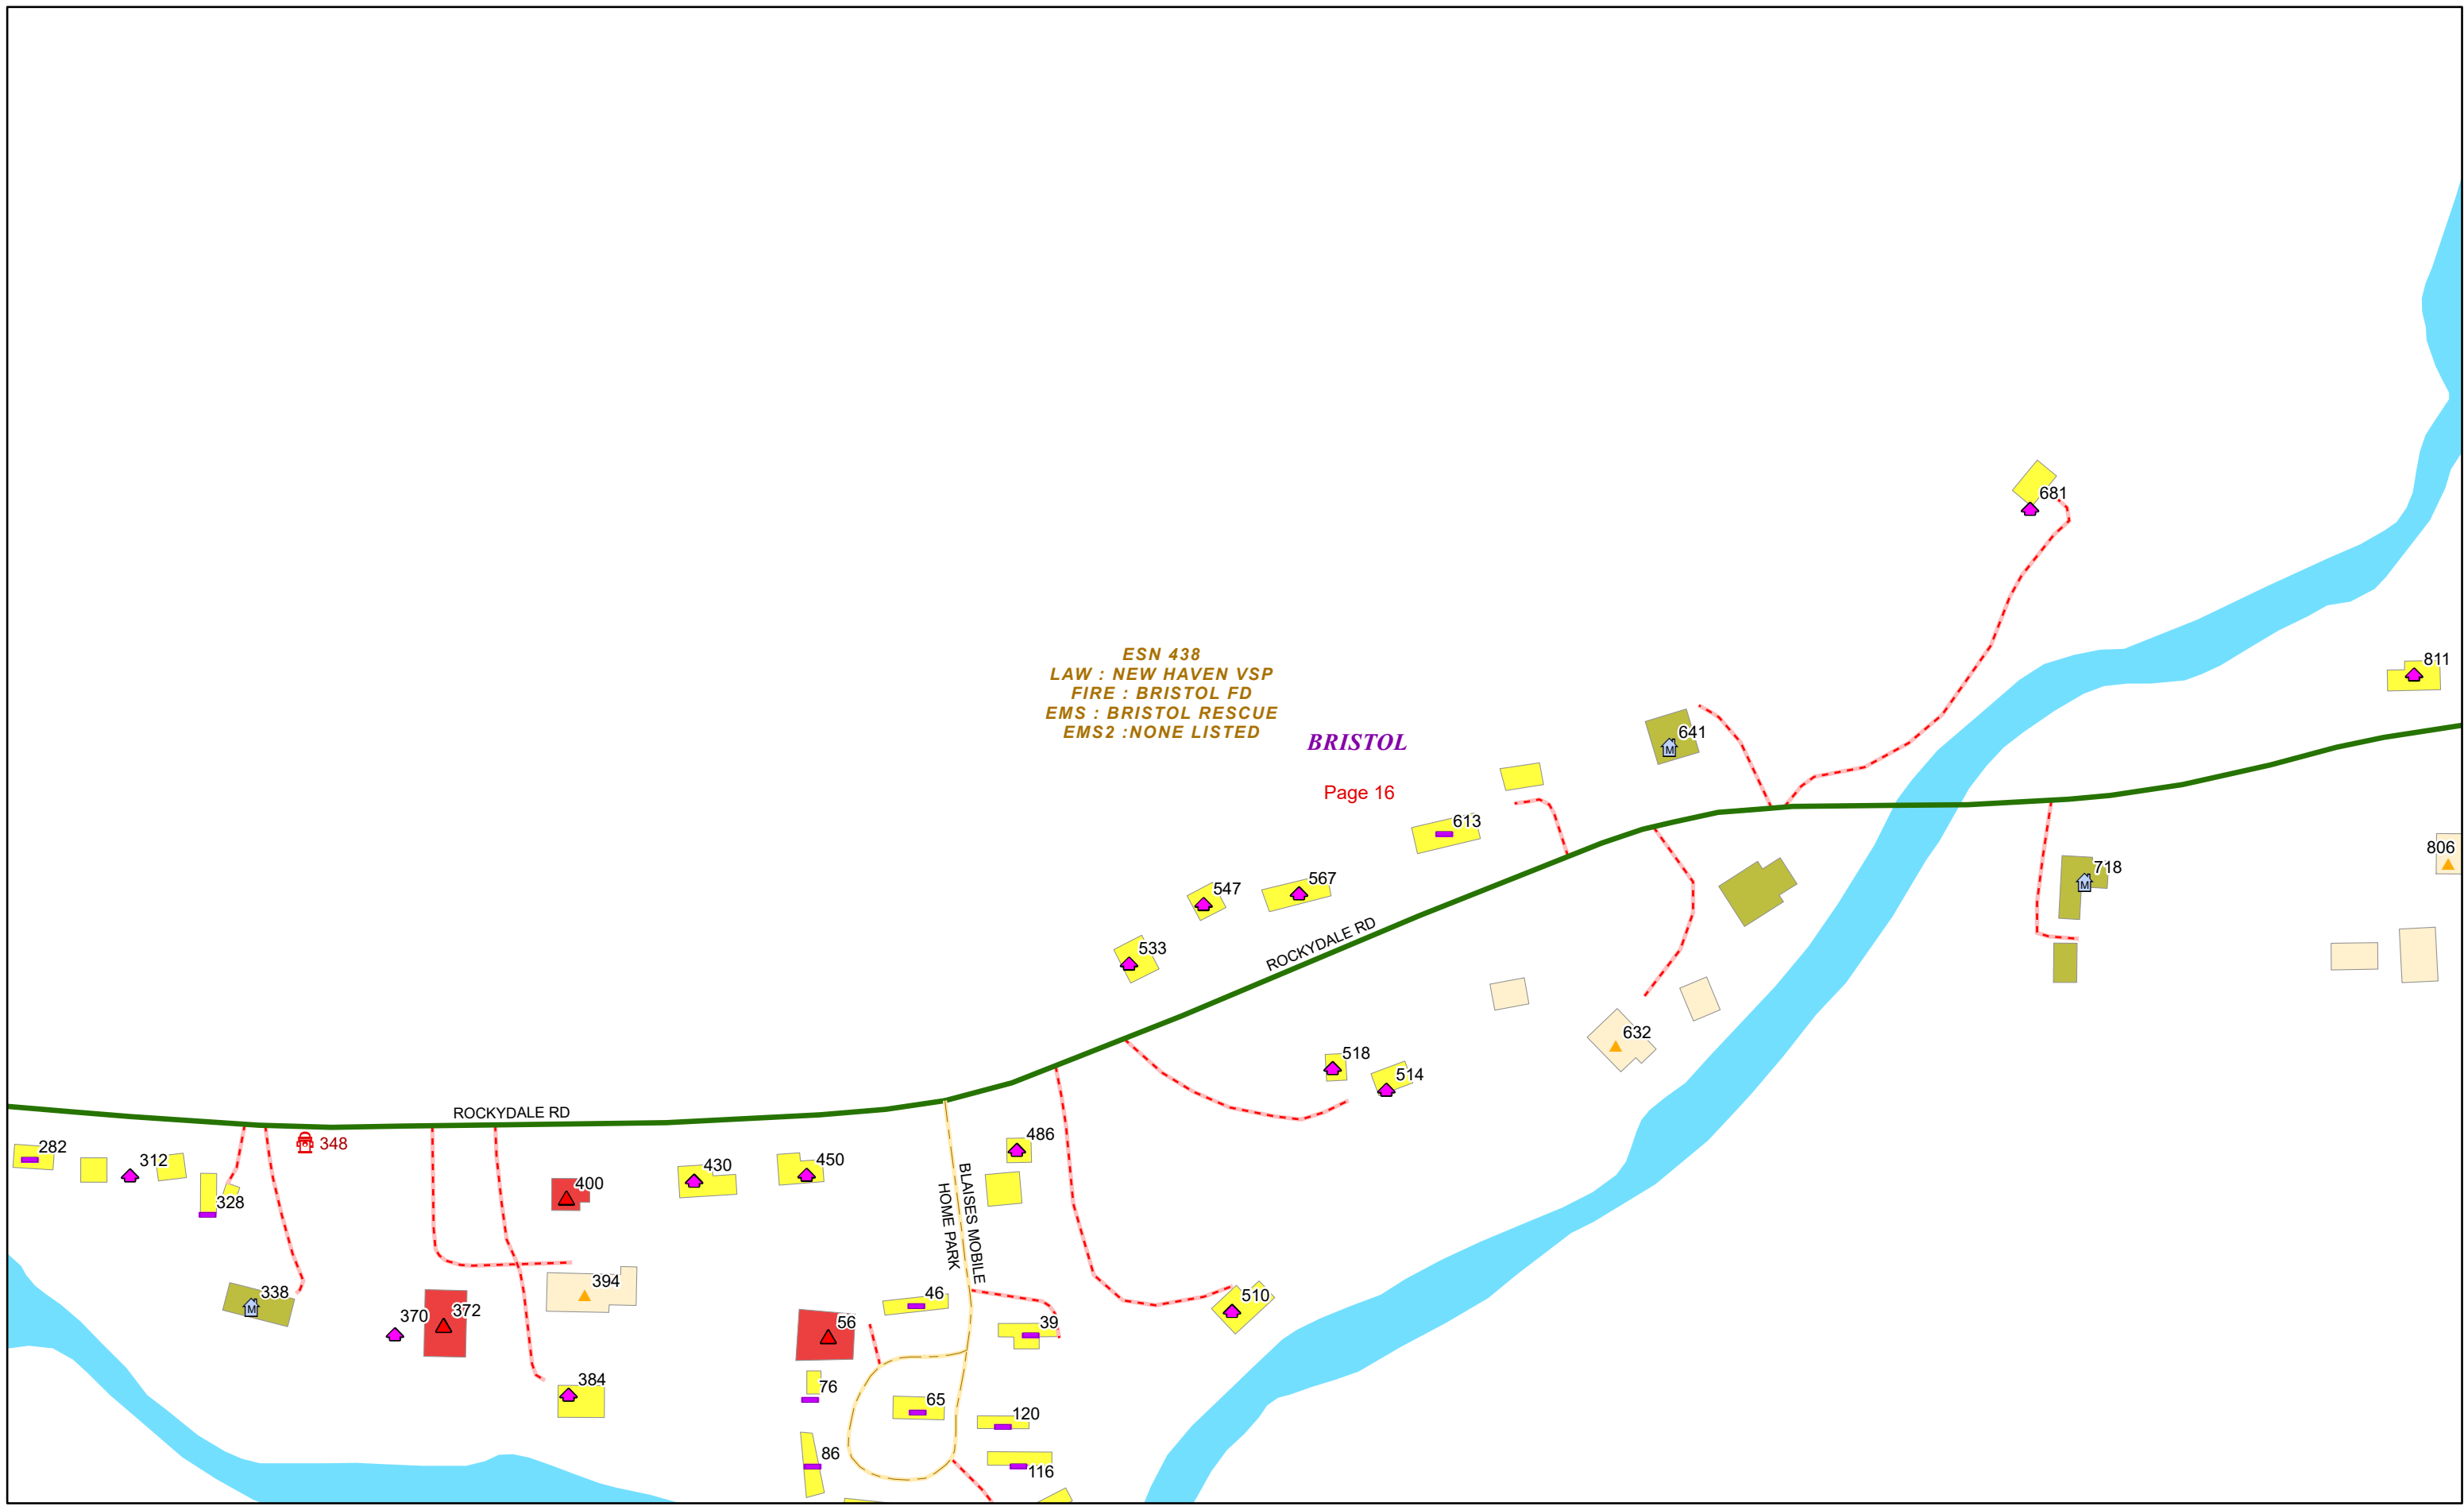 681
ESN 438
LAW : NEW HAVEN VSP
FIRE : BRISTOL FD
EMS : BRISTOL RESCUE
EMS2 :NONE LISTED
BRISTOL
Page 16
811
641
613
806
718
567
547
533
ROCKYDALE RD
632
518
514
ROCKYDALE RD
348
282
312
328
486
430
450
400
BLAISES MOBILE
HOME PARK
338
394
370
372
46
56
39
510
384
76
65
120
86
116
M
M
M